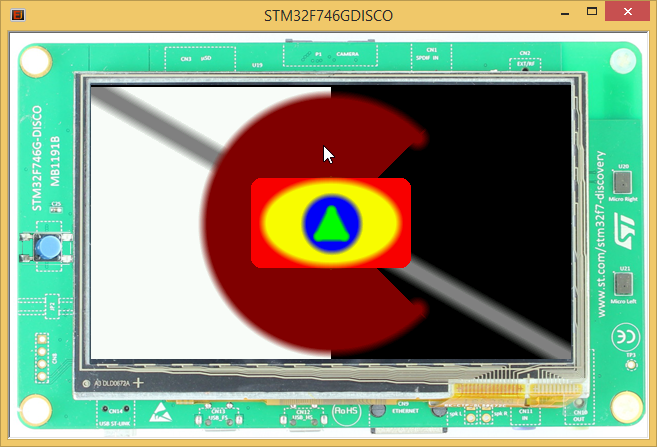 STM32F746GDISCO
P1 CAMERA
CN1
SPDIF IN
CN2
EXT/RF
CN3 µSD
U19
STM32F746G-DISCO
MB1191B
U20
Micro Right
www.st.com/stm32f7-discovery
U21
Micro Left
CE
TP3
A3 DLD0672A
CN14
USB ST-LINK
CN13
USB_FS
CN12
USB_HS
RoHS
CN9
ETHERNET
CN11
IN
CN10
OUT